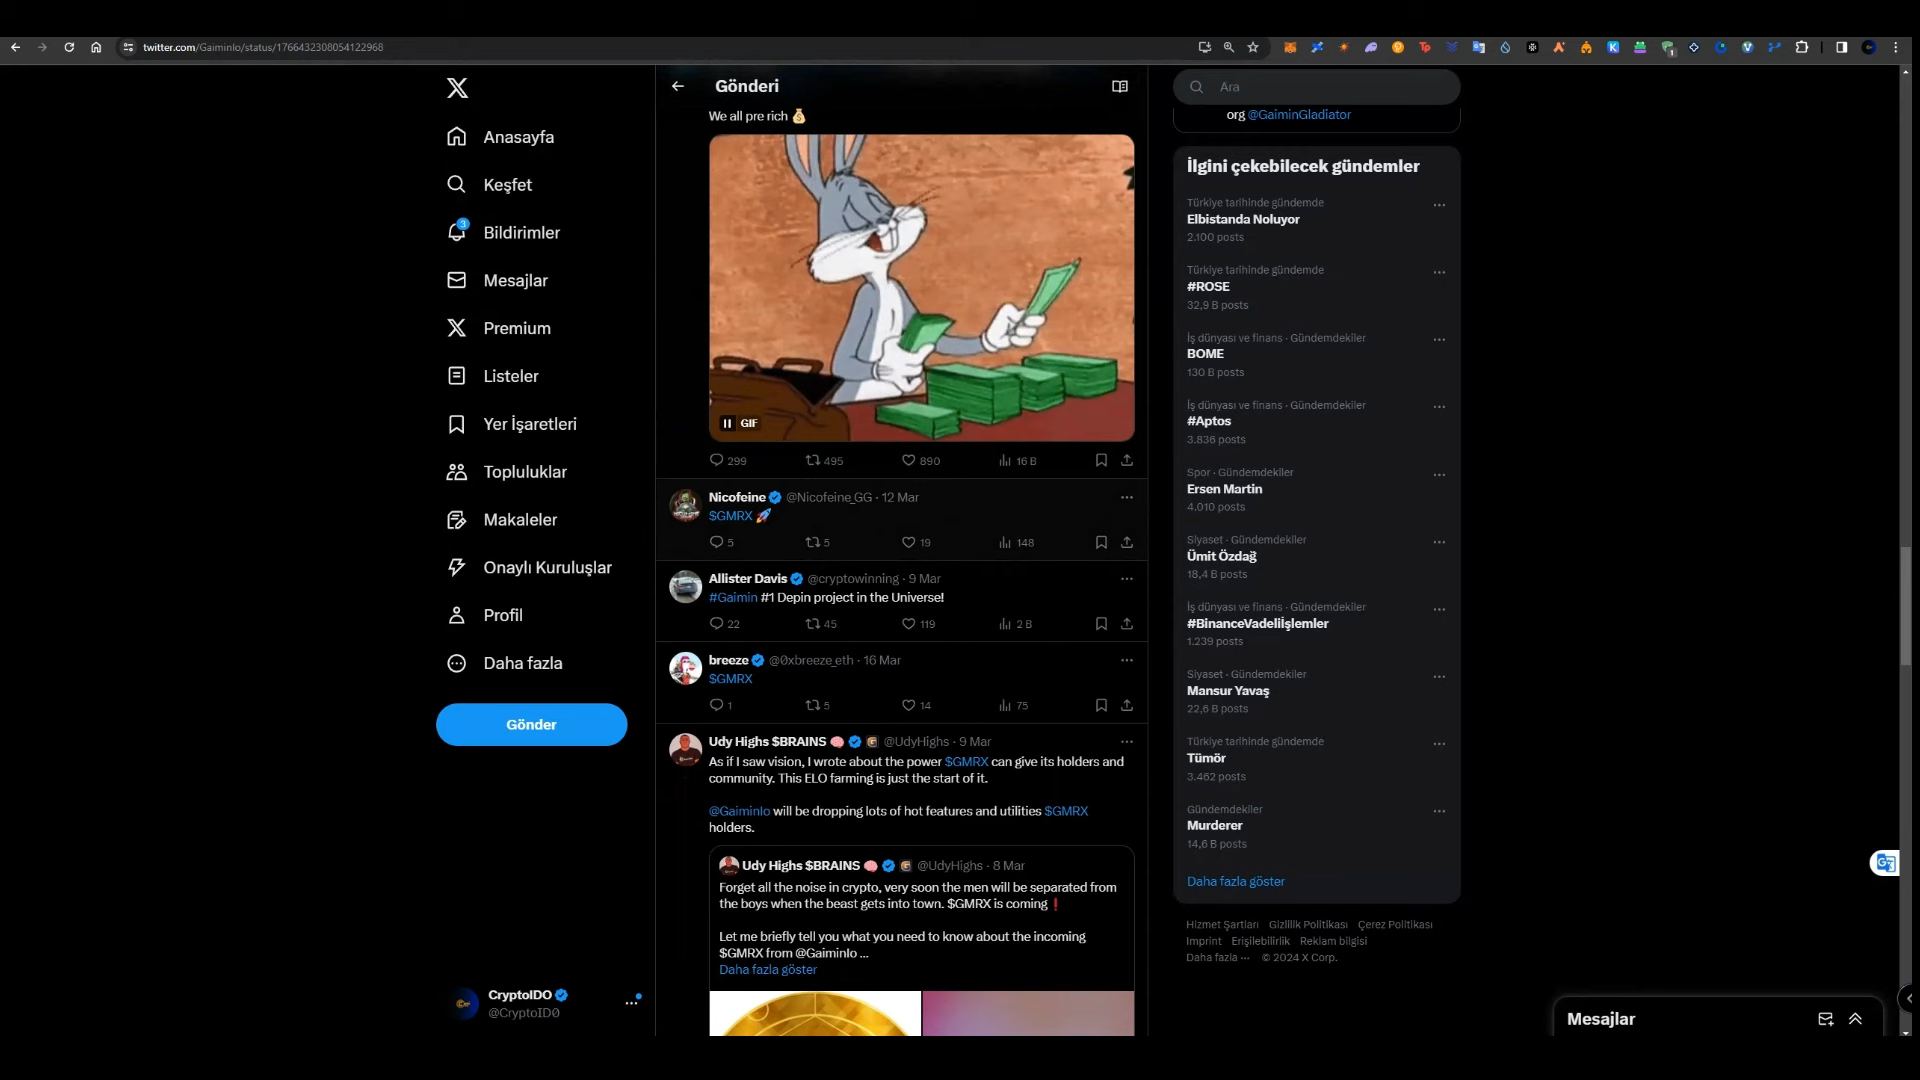 twitter.com/GaiminIo/status/1766432308054122968
Anasayfa
Keşfet
3
Bildirimler
Mesajlar
Premium
Listeler
Yer İşaretleri
Topluluklar
Makaleler
Onaylı Kuruluşlar
Profil
Daha fazla
Gönder
CryptoIDO
@CryptoID0
Gönderi
We all pre rich 💰
GIF
299 495 890 16 B
Nicofeine @Nicofeine_GG · 12 Mar
$GMRX 🚀
5 5 19 148
Allister Davis @cryptowinning · 9 Mar
#Gaimin #1 Depin project in the Universe!
22 45 119 2 B
breeze @0xbreeze_eth · 16 Mar
$GMRX
1 5 14 75
Udy Highs $BRAINS 🧠 @UdyHighs · 9 Mar
As if I saw vision, I wrote about the power $GMRX can give its holders and
community. This ELO farming is just the start of it.
@GaiminIo will be dropping lots of hot features and utilities $GMRX
holders.
Udy Highs $BRAINS 🧠 @UdyHighs · 8 Mar
Forget all the noise in crypto, very soon the men will be separated from
the boys when the beast gets into town. $GMRX is coming❗
Let me briefly tell you what you need to know about the incoming
$GMRX from @GaiminIo ...
Daha fazla göster
Ara
org @GaiminGladiator
İlgini çekebilecek gündemler
Türkiye tarihinde gündemde
Elbistanda Noluyor
2.100 posts
Türkiye tarihinde gündemde
#ROSE
32,9 B posts
İş dünyası ve finans · Gündemdekiler
BOME
130 B posts
İş dünyası ve finans · Gündemdekiler
#Aptos
3.836 posts
Spor · Gündemdekiler
Ersen Martin
4.010 posts
Siyaset · Gündemdekiler
Ümit Özdağ
18,4 B posts
İş dünyası ve finans · Gündemdekiler
#BinanceVadeliİşlemler
1.239 posts
Siyaset · Gündemdekiler
Mansur Yavaş
22,6 B posts
Türkiye tarihinde gündemde
Tümör
3.462 posts
Gündemdekiler
Murderer
14,6 B posts
Daha fazla göster
Hizmet Şartları Gizlilik Politikası Çerez Politikası
Imprint Erişilebilirlik Reklam bilgisi
Daha fazla ··· © 2024 X Corp.
Mesajlar